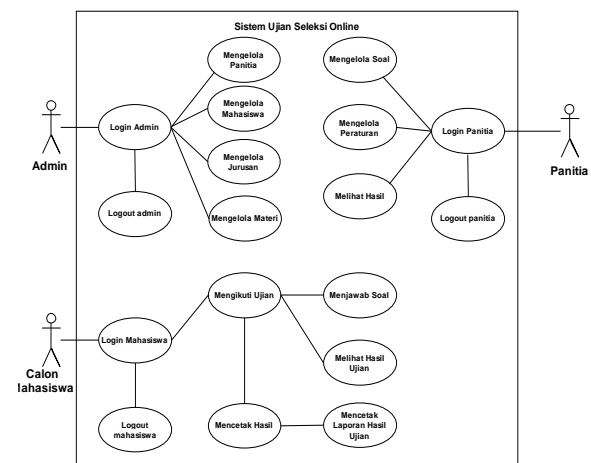 Sistem Ujian Seleksi Online
Mengelola
Panitia
Mengelola Soal
Mengelola
Mahasiswa
Login Admin
Mengelola
Peraturan
Login Panitia
Admin
Panitia
Mengelola
Jurusan
Melihat Hasil
Logout admin
Mengelola Materi
Logout panitia
Mengikuti Ujian
Menjawab Soal
Login Mahasiswa
Calon
lahasiswa
Melihat Hasil
Ujian
Logout
mahasiswa
Mencetak Hasil
Mencetak
Laporan Hasil
Ujian